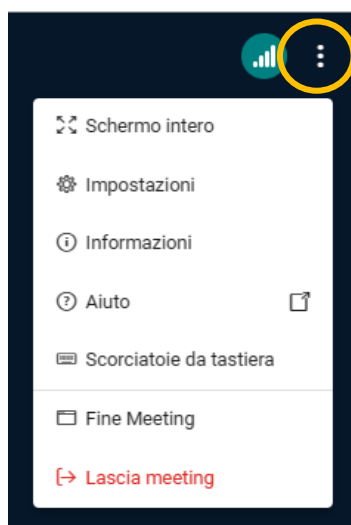 Schermo intero
Impostazioni
Informazioni
Aiuto
Scorciatoie da tastiera
Fine Meeting
Lascia meeting